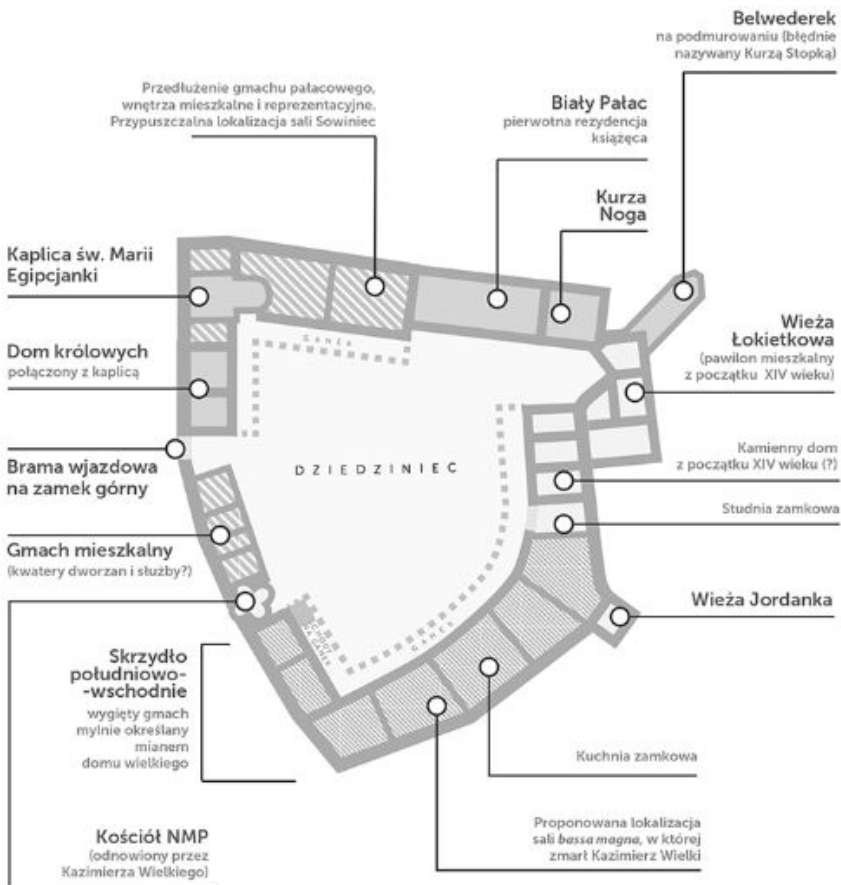 Belwederek
na podmurowaniu (błędnie
nazywany Kurzą Stopką)
Przedłużenie gmachu pałacowego,
wnętrza mieszkalne i reprezentacyjne.
Przypuszczalna lokalizacja sali Sowiniec
Biały Pałac
pierwotna rezydencja
książęca
Kurza
Noga
Kaplica św. Marii
Egipcjanki
Wieża
Łokietkowa
(pawilon mieszkalny
z początku XIV wieku)
GANEK
Dom królowych
połączony z kaplicą
Kamienny dom
z początku XIV wieku (?)
Brama wjazdowa
na zamek górny
DZIEDZINIEC
Studnia zamkowa
Gmach mieszkalny
(kwatery dworzan i służby?)
Wieża Jordanka
SCHODY
NA GANEK
GANEK
Skrzydło
południowo-
-wschodnie
wygięty gmach
mylnie określany
mianem
domu wielkiego
Kuchnia zamkowa
Proponowana lokalizacja
sali bassa magna, w której
zmarł Kazimierz Wielki
Kościół NMP
(odnowiony przez
Kazimierza Wielkiego)